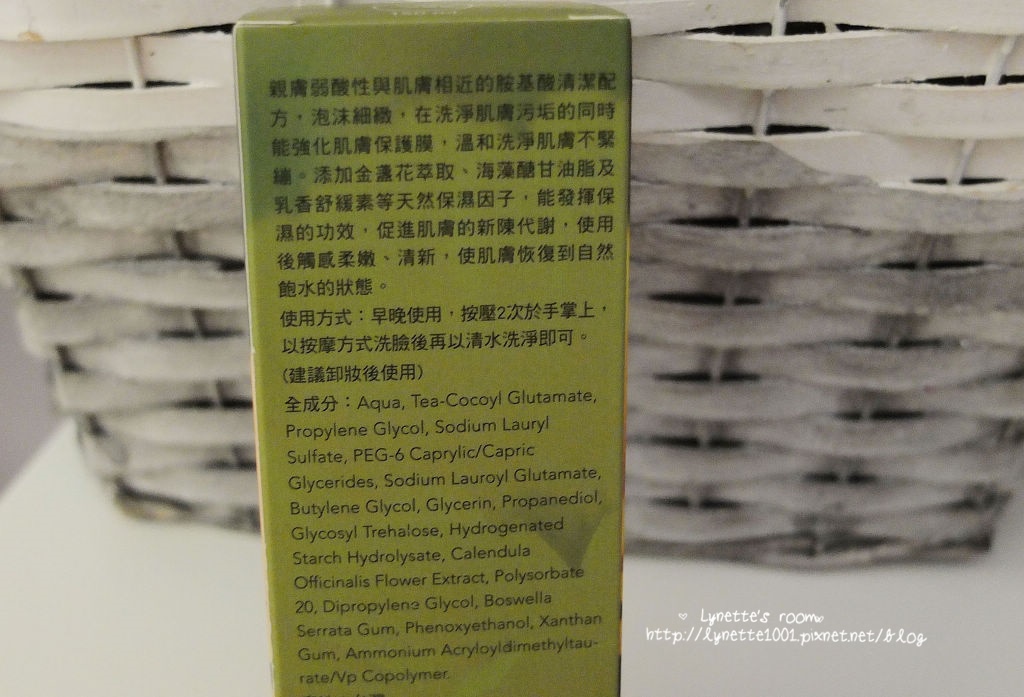 親膚弱酸性與肌膚相近的胺基酸清潔配
方，泡沫細緻，在洗淨肌膚污垢的同時
能強化肌膚保護膜，溫和洗淨肌膚不緊
繃。添加金盞花萃取、海藻醣甘油脂及
乳香舒緩素等天然保濕因子，能發揮保
濕的功效，促進肌膚的新陳代謝，使用
後觸感柔嫩、清新，使肌膚恢復到自然
飽水的狀態。
使用方式：早晚使用，按壓2次於手掌上，
以按摩方式洗臉後再以清水洗淨即可。
(建議卸妝後使用)
全成分：Aqua, Tea-Cocoyl Glutamate,
Propylene Glycol, Sodium Lauryl
Sulfate, PEG-6 Caprylic/Capric
Glycerides, Sodium Lauroyl Glutamate,
Butylene Glycol, Glycerin, Propanediol,
Glycosyl Trehalose, Hydrogenated
Starch Hydrolysate, Calendula
Officinalis Flower Extract, Polysorbate
20, Dipropylene Glycol, Boswella
Serrata Gum, Phenoxyethanol, Xanthan
Gum, Ammonium Acryloyldimethyltau-
rate/Vp Copolymer.
Lynette's room
http://lynette1001.pixnet.net/blog